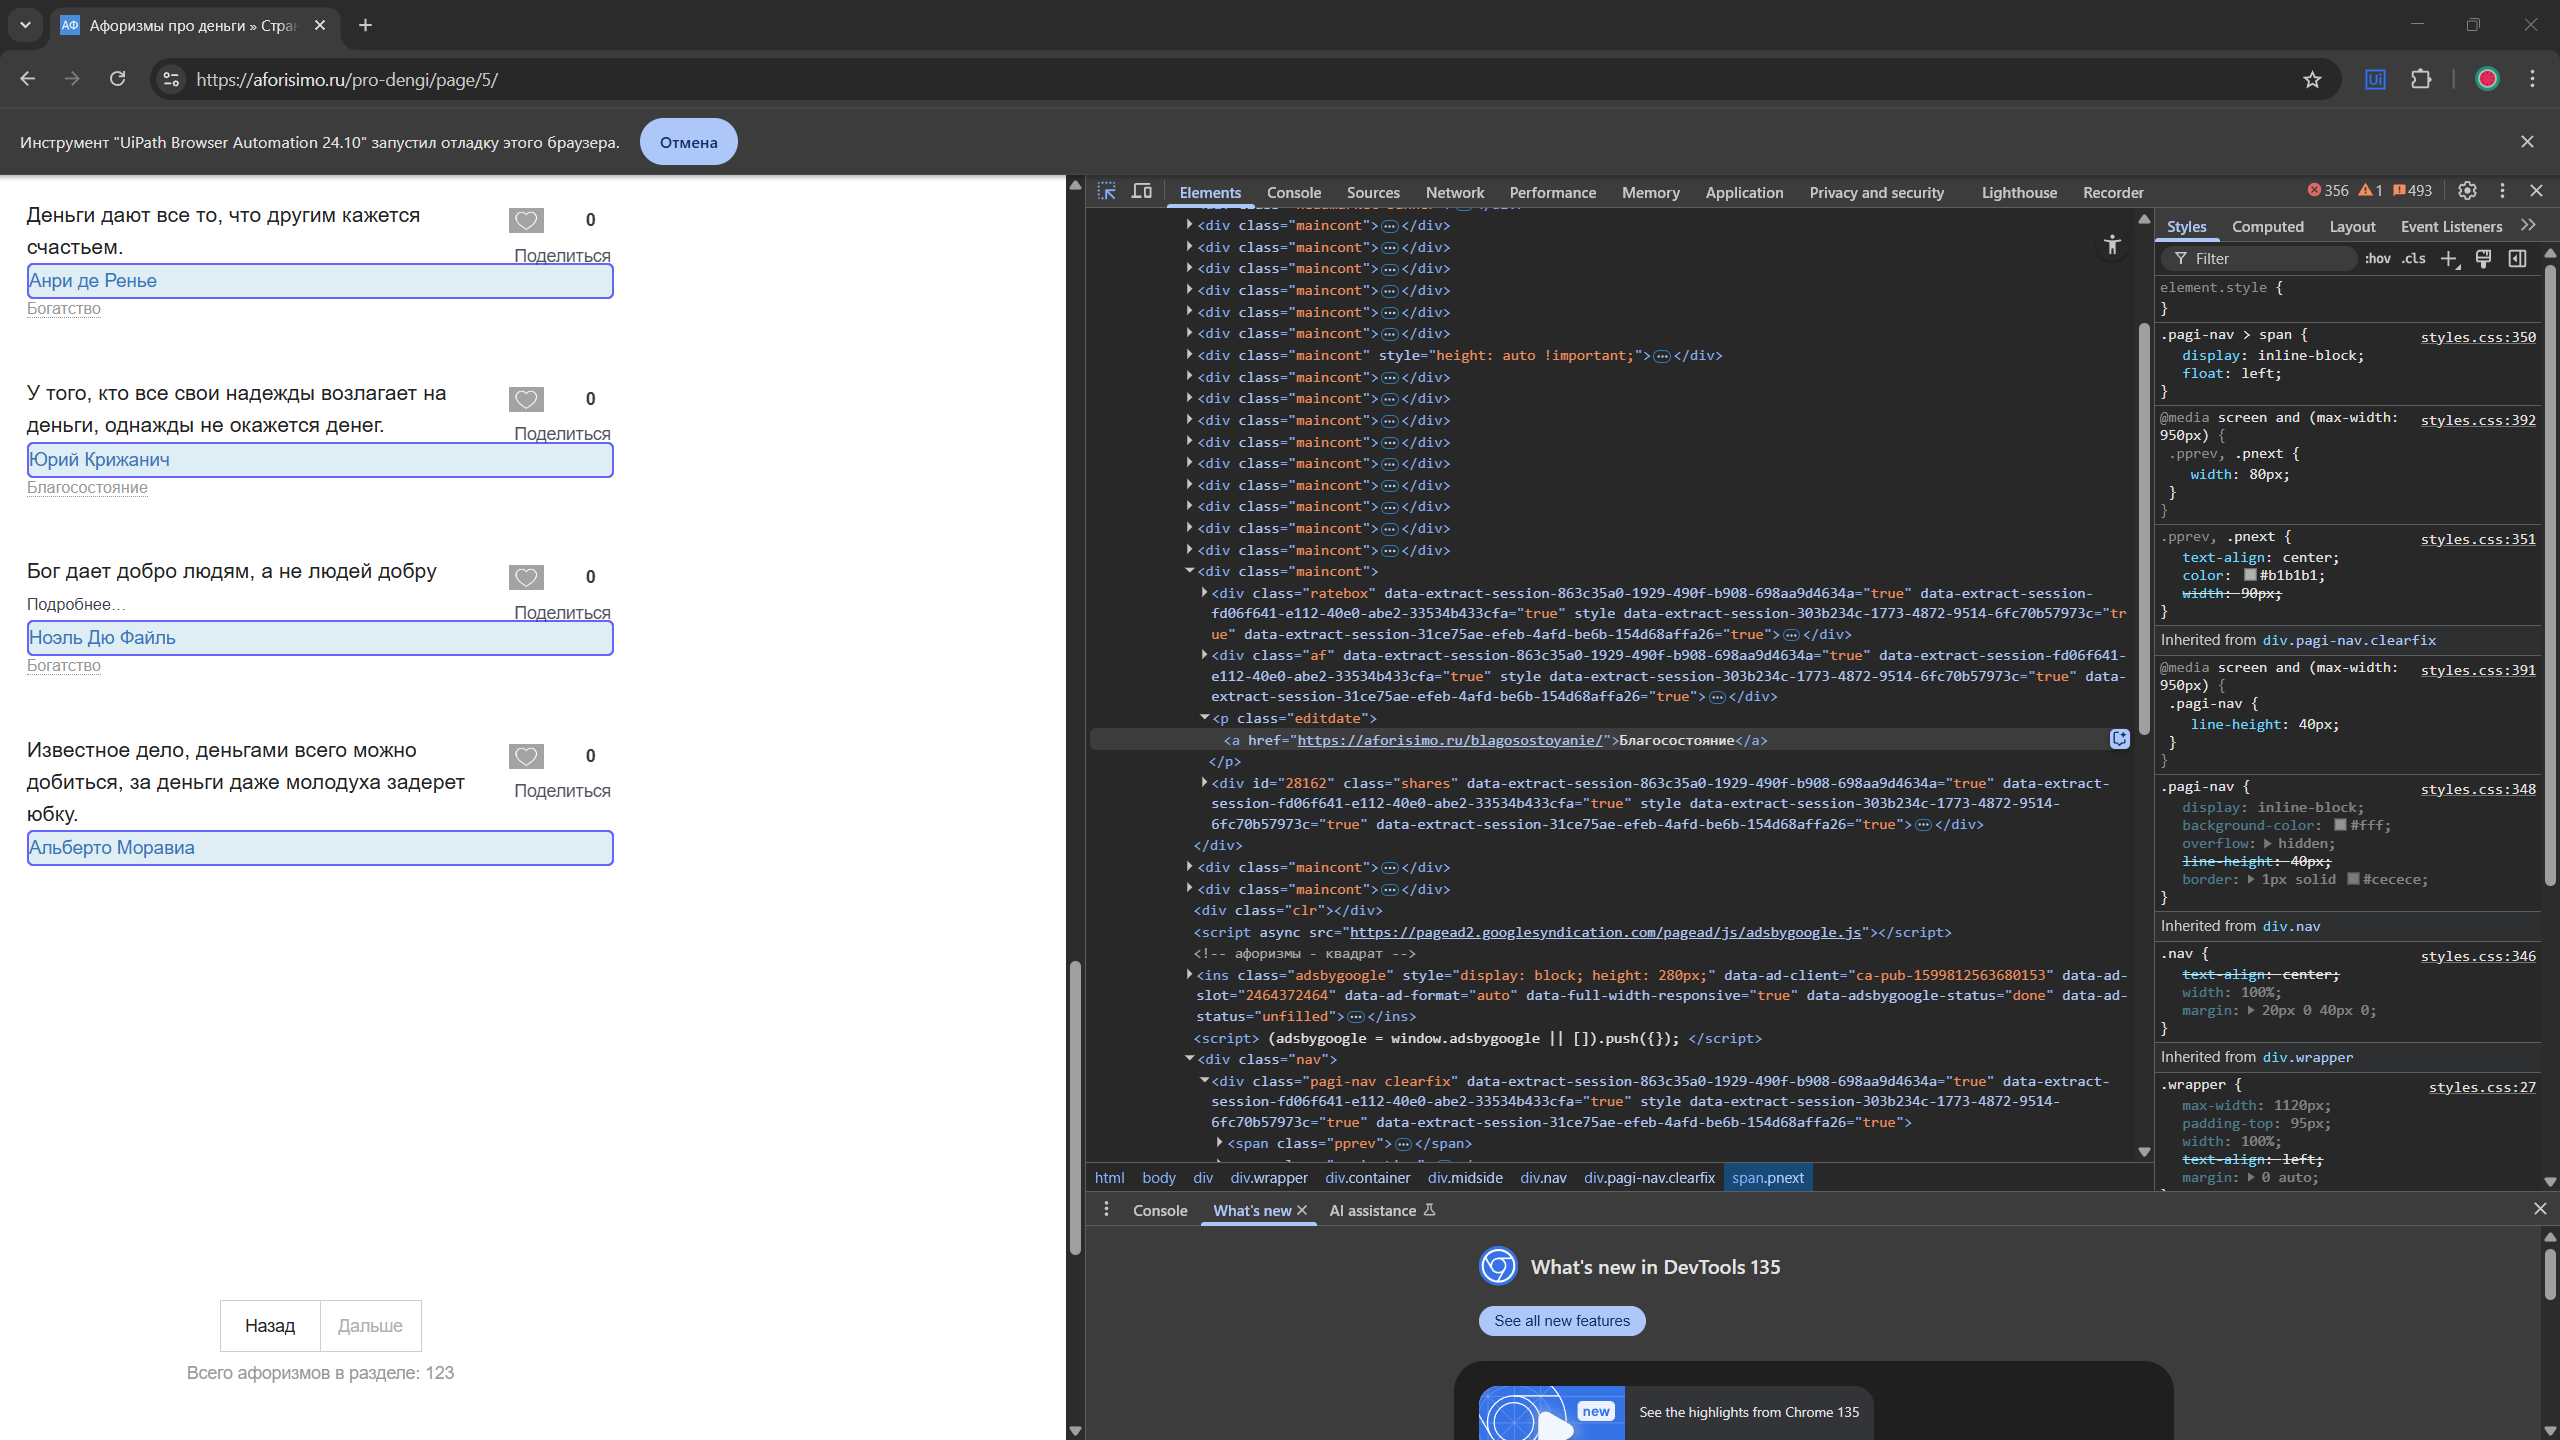 Афоризмы про деньги » Стран
https://aforisimo.ru/pro-dengi/page/5/
Инструмент "UiPath Browser Automation 24.10" запустил отладку этого браузера.
Отмена
Деньги дают все то, что другим кажется
счастьем.
0
Поделиться
Анри де Ренье
Богатство
У того, кто все свои надежды возлагает на
деньги, однажды не окажется денег.
0
Поделиться
Юрий Крижанич
Благосостояние
Бог дает добро людям, а не людей добру
Подробнее…
0
Поделиться
Ноэль Дю Файль
Богатство
Известное дело, деньгами всего можно
добиться, за деньги даже молодуха задерет
юбку.
0
Поделиться
Альберто Моравиа
Назад
Дальше
Всего афоризмов в разделе: 123
Elements Console Sources Network Performance Memory Application Privacy and security Lighthouse Recorder
356 1 493
<div class="maincont">…</div>
<div class="maincont">…</div>
<div class="maincont">…</div>
<div class="maincont">…</div>
<div class="maincont">…</div>
<div class="maincont">…</div>
<div class="maincont" style="height: auto !important;">…</div>
<div class="maincont">…</div>
<div class="maincont">…</div>
<div class="maincont">…</div>
<div class="maincont">…</div>
<div class="maincont">…</div>
<div class="maincont">…</div>
<div class="maincont">…</div>
<div class="maincont">…</div>
<div class="maincont">…</div>
<div class="maincont">
<div class="ratebox" data-extract-session-863c35a0-1929-490f-b908-698aa9d4634a="true" data-extract-session-
fd06f641-e112-40e0-abe2-33534b433cfa="true" style data-extract-session-303b234c-1773-4872-9514-6fc70b57973c="tr
ue" data-extract-session-31ce75ae-efeb-4afd-be6b-154d68affa26="true">…</div>
<div class="af" data-extract-session-863c35a0-1929-490f-b908-698aa9d4634a="true" data-extract-session-fd06f641-
e112-40e0-abe2-33534b433cfa="true" style data-extract-session-303b234c-1773-4872-9514-6fc70b57973c="true" data-
extract-session-31ce75ae-efeb-4afd-be6b-154d68affa26="true">…</div>
<p class="editdate">
<a href="https://aforisimo.ru/blagosostoyanie/">Благосостояние</a>
</p>
<div id="28162" class="shares" data-extract-session-863c35a0-1929-490f-b908-698aa9d4634a="true" data-extract-
session-fd06f641-e112-40e0-abe2-33534b433cfa="true" style data-extract-session-303b234c-1773-4872-9514-
6fc70b57973c="true" data-extract-session-31ce75ae-efeb-4afd-be6b-154d68affa26="true">…</div>
</div>
<div class="maincont">…</div>
<div class="maincont">…</div>
<div class="clr"></div>
<script async src="https://pagead2.googlesyndication.com/pagead/js/adsbygoogle.js"></script>
<!-- афоризмы - квадрат -->
<ins class="adsbygoogle" style="display: block; height: 280px;" data-ad-client="ca-pub-1599812563680153" data-ad-
slot="2464372464" data-ad-format="auto" data-full-width-responsive="true" data-adsbygoogle-status="done" data-ad-
status="unfilled">…</ins>
<script> (adsbygoogle = window.adsbygoogle || []).push({}); </script>
<div class="nav">
<div class="pagi-nav clearfix" data-extract-session-863c35a0-1929-490f-b908-698aa9d4634a="true" data-extract-
session-fd06f641-e112-40e0-abe2-33534b433cfa="true" style data-extract-session-303b234c-1773-4872-9514-
6fc70b57973c="true" data-extract-session-31ce75ae-efeb-4afd-be6b-154d68affa26="true">
<span class="pprev">…</span>
html body div div.wrapper div.container div.midside div.nav div.pagi-nav.clearfix span.pnext
Styles Computed Layout Event Listeners
Filter :hov .cls
element.style {
}
.pagi-nav > span { styles.css:350
display: inline-block;
float: left;
}
@media screen and (max-width: styles.css:392
950px) {
.pprev, .pnext {
width: 80px;
}
}
.pprev, .pnext { styles.css:351
text-align: center;
color: #b1b1b1;
width: 90px;
}
Inherited from div.pagi-nav.clearfix
@media screen and (max-width: styles.css:391
950px) {
.pagi-nav {
line-height: 40px;
}
}
.pagi-nav { styles.css:348
display: inline-block;
background-color: #fff;
overflow: hidden;
line-height: 40px;
border: 1px solid #cecece;
}
Inherited from div.nav
.nav { styles.css:346
text-align: center;
width: 100%;
margin: 20px 0 40px 0;
}
Inherited from div.wrapper
.wrapper { styles.css:27
max-width: 1120px;
padding-top: 95px;
width: 100%;
text-align: left;
margin: 0 auto;
Console What's new AI assistance
What's new in DevTools 135
See all new features
new
See the highlights from Chrome 135